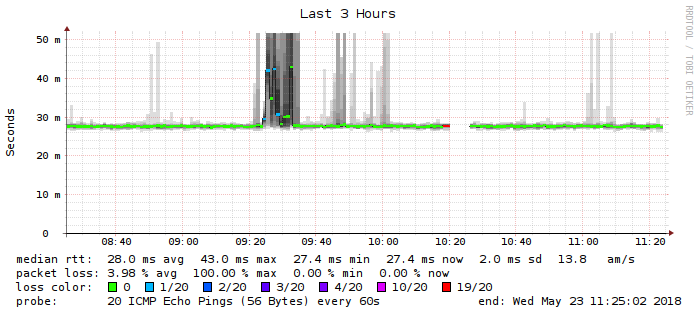 Last 3 Hours
RRDTOOL / TOBI OETIKER
Seconds
50 m
40 m
30 m
20 m
10 m
0
08:40 09:00 09:20 09:40 10:00 10:20 10:40 11:00 11:20
median rtt: 28.0 ms avg 43.0 ms max 27.4 ms min 27.4 ms now 2.0 ms sd 13.8 am/s
packet loss: 3.98 % avg 100.00 % max 0.00 % min 0.00 % now
loss color: 0 1/20 2/20 3/20 4/20 10/20 19/20
probe: 20 ICMP Echo Pings (56 Bytes) every 60s end: Wed May 23 11:25:02 2018